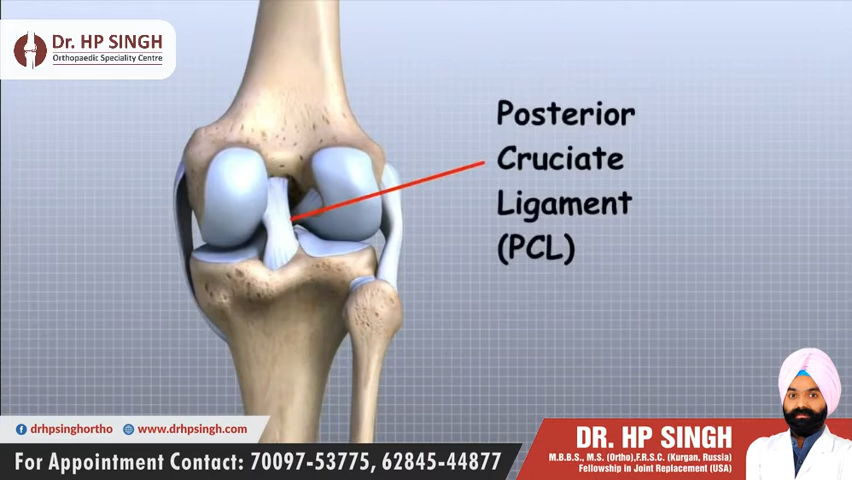 Dr. HP SINGH
Orthopaedic Speciality Centre
Posterior
Cruciate
Ligament
(PCL)
drhpsinghortho www.drhpsingh.com
For Appointment Contact: 70097-53775, 62845-44877
DR. HP SINGH
M.B.B.S., M.S. (Ortho),F.R.S.C. (Kurgan, Russia)
Fellowship in Joint Replacement (USA)